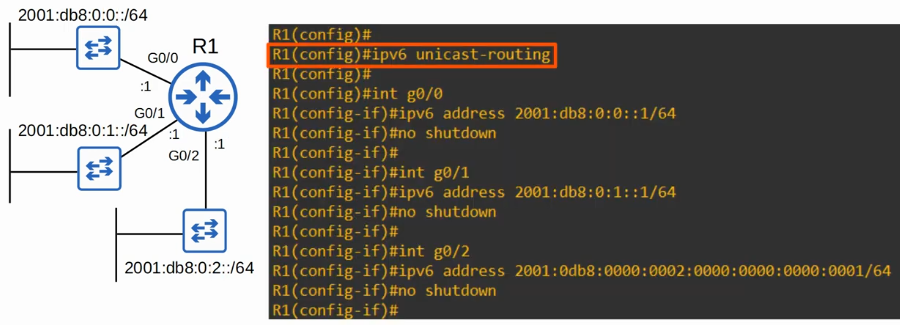 2001:db8:0:0::/64
R1
G0/0
:1
G0/1
2001:db8:0:1::/64
:1
G0/2
:1
2001:db8:0:2::/64
R1(config)#
R1(config)#ipv6 unicast-routing
R1(config)#
R1(config)#int g0/0
R1(config-if)#ipv6 address 2001:db8:0:0::1/64
R1(config-if)#no shutdown
R1(config-if)#
R1(config-if)#int g0/1
R1(config-if)#ipv6 address 2001:db8:0:1::1/64
R1(config-if)#no shutdown
R1(config-if)#
R1(config-if)#int g0/2
R1(config-if)#ipv6 address 2001:0db8:0000:0002:0000:0000:0000:0001/64
R1(config-if)#no shutdown
R1(config-if)#